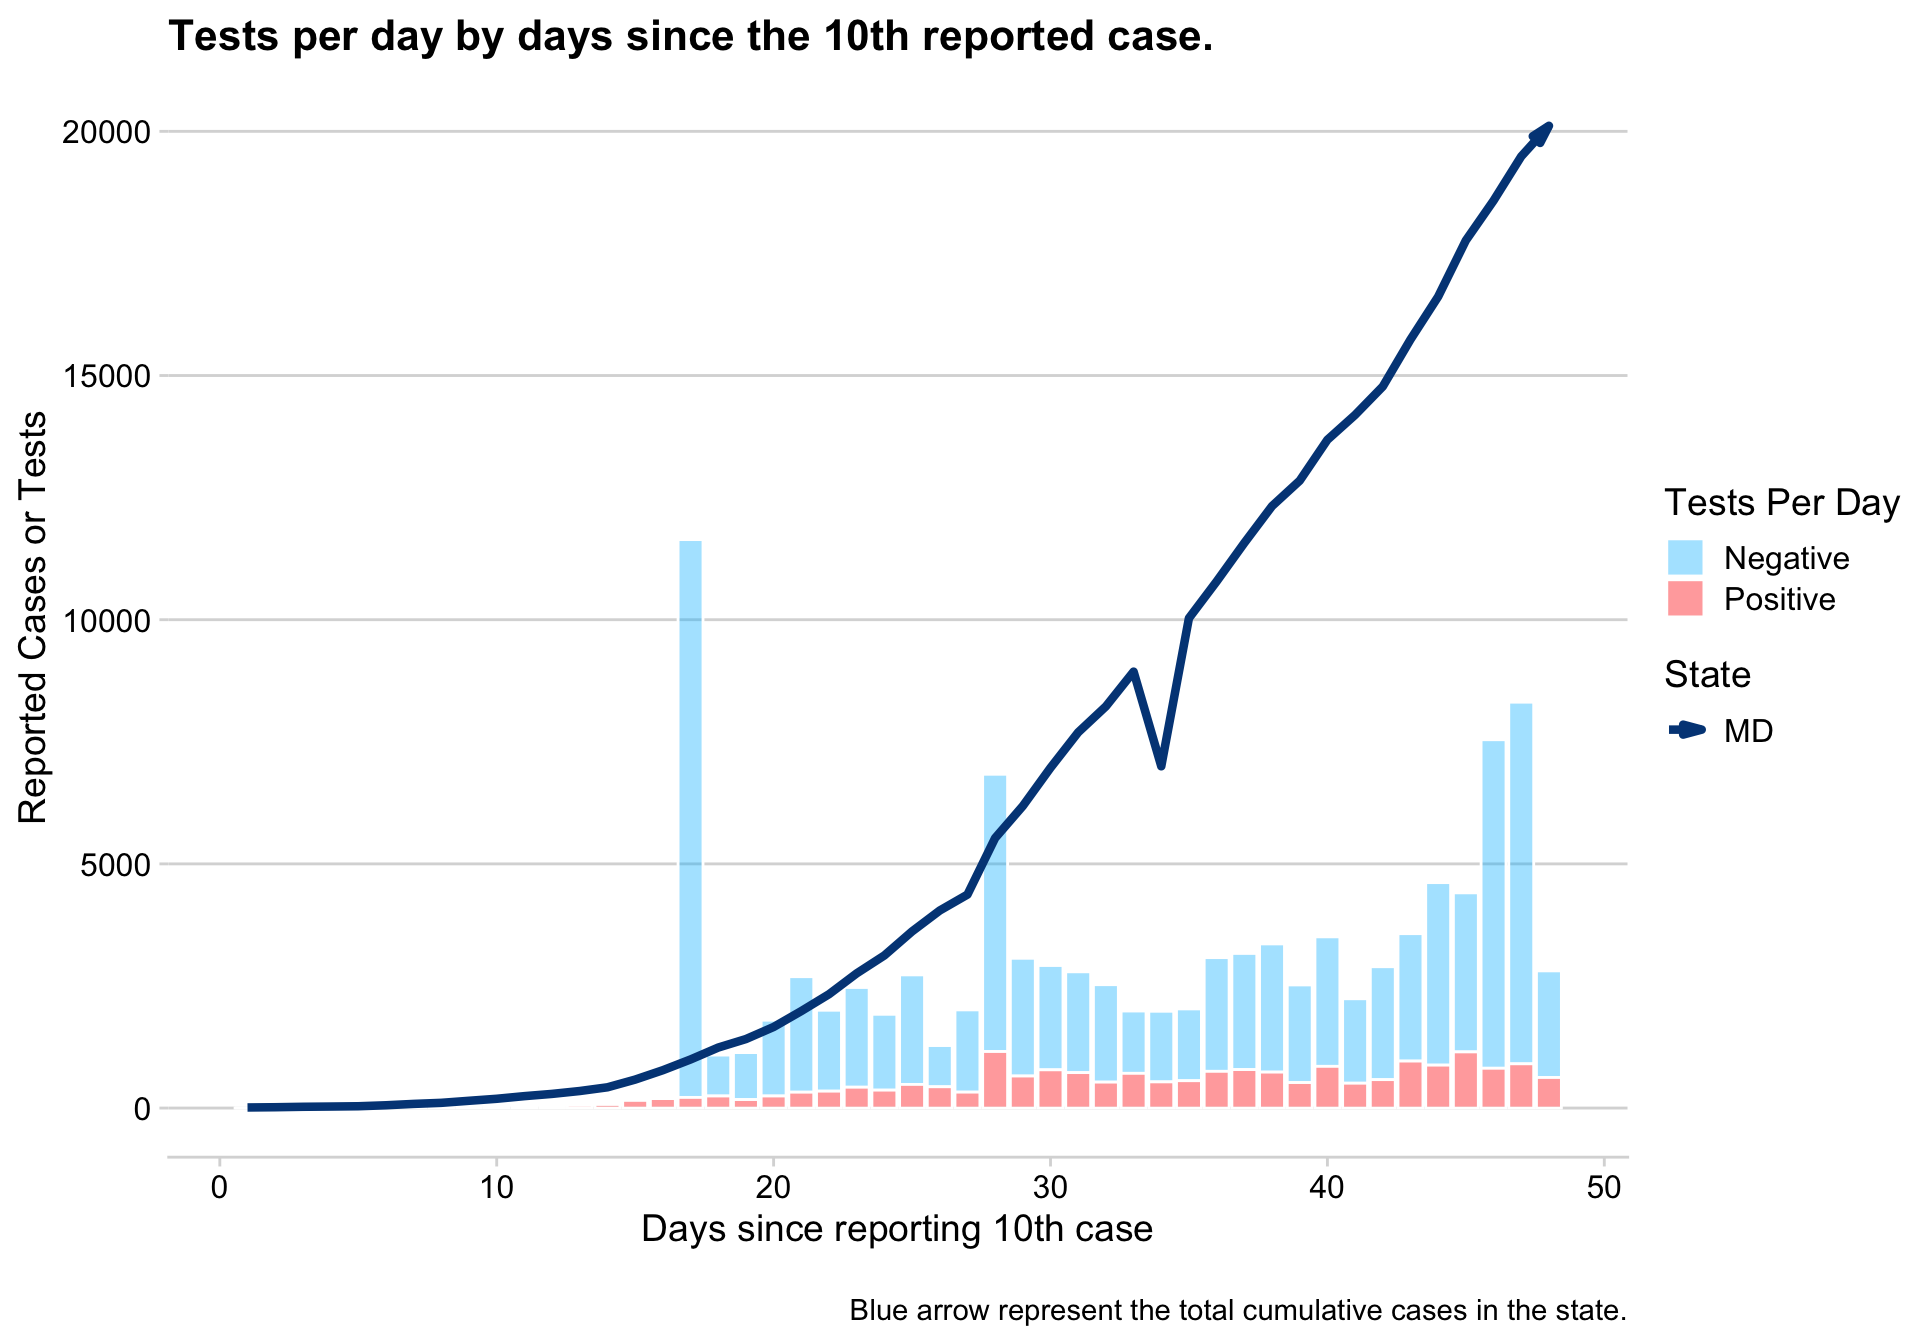 Tests per day by days since the 10th reported case.
20000
15000
10000
5000
0
Reported Cases or Tests
0 10 20 30 40 50
Days since reporting 10th case
Tests Per Day
Negative
Positive
State
MD
Blue arrow represent the total cumulative cases in the state.